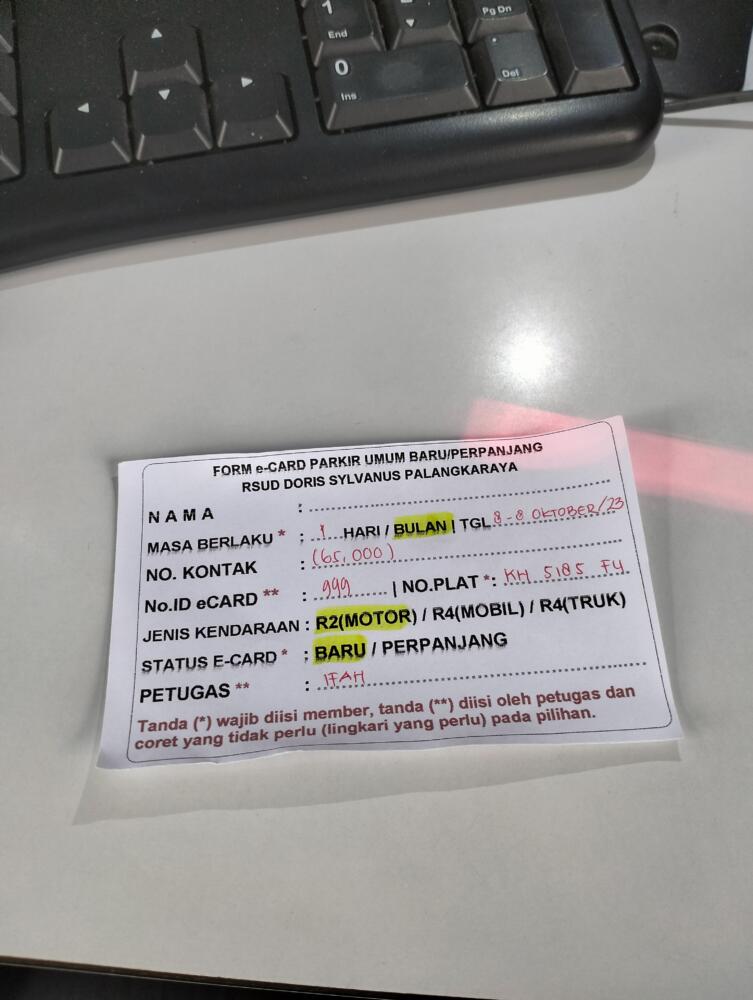 1
End
Pg Dn
0
Ins
Del
FORM e-CARD PARKIR UMUM BARU/PERPANJANG
RSUD DORIS SYLVANUS PALANGKARAYA
NAMA :
MASA BERLAKU * : 1 HARI / BULAN | TGL 8-8 OKTOBER/23
NO. KONTAK : (65,000)
No.ID eCARD ** : 999 | NO.PLAT *: KH 5185 FY
JENIS KENDARAAN : R2(MOTOR) / R4(MOBIL) / R4(TRUK)
STATUS E-CARD * : BARU / PERPANJANG
PETUGAS ** : IFAH
Tanda (*) wajib diisi member, tanda (**) diisi oleh petugas dan
coret yang tidak perlu (lingkari yang perlu) pada pilihan.